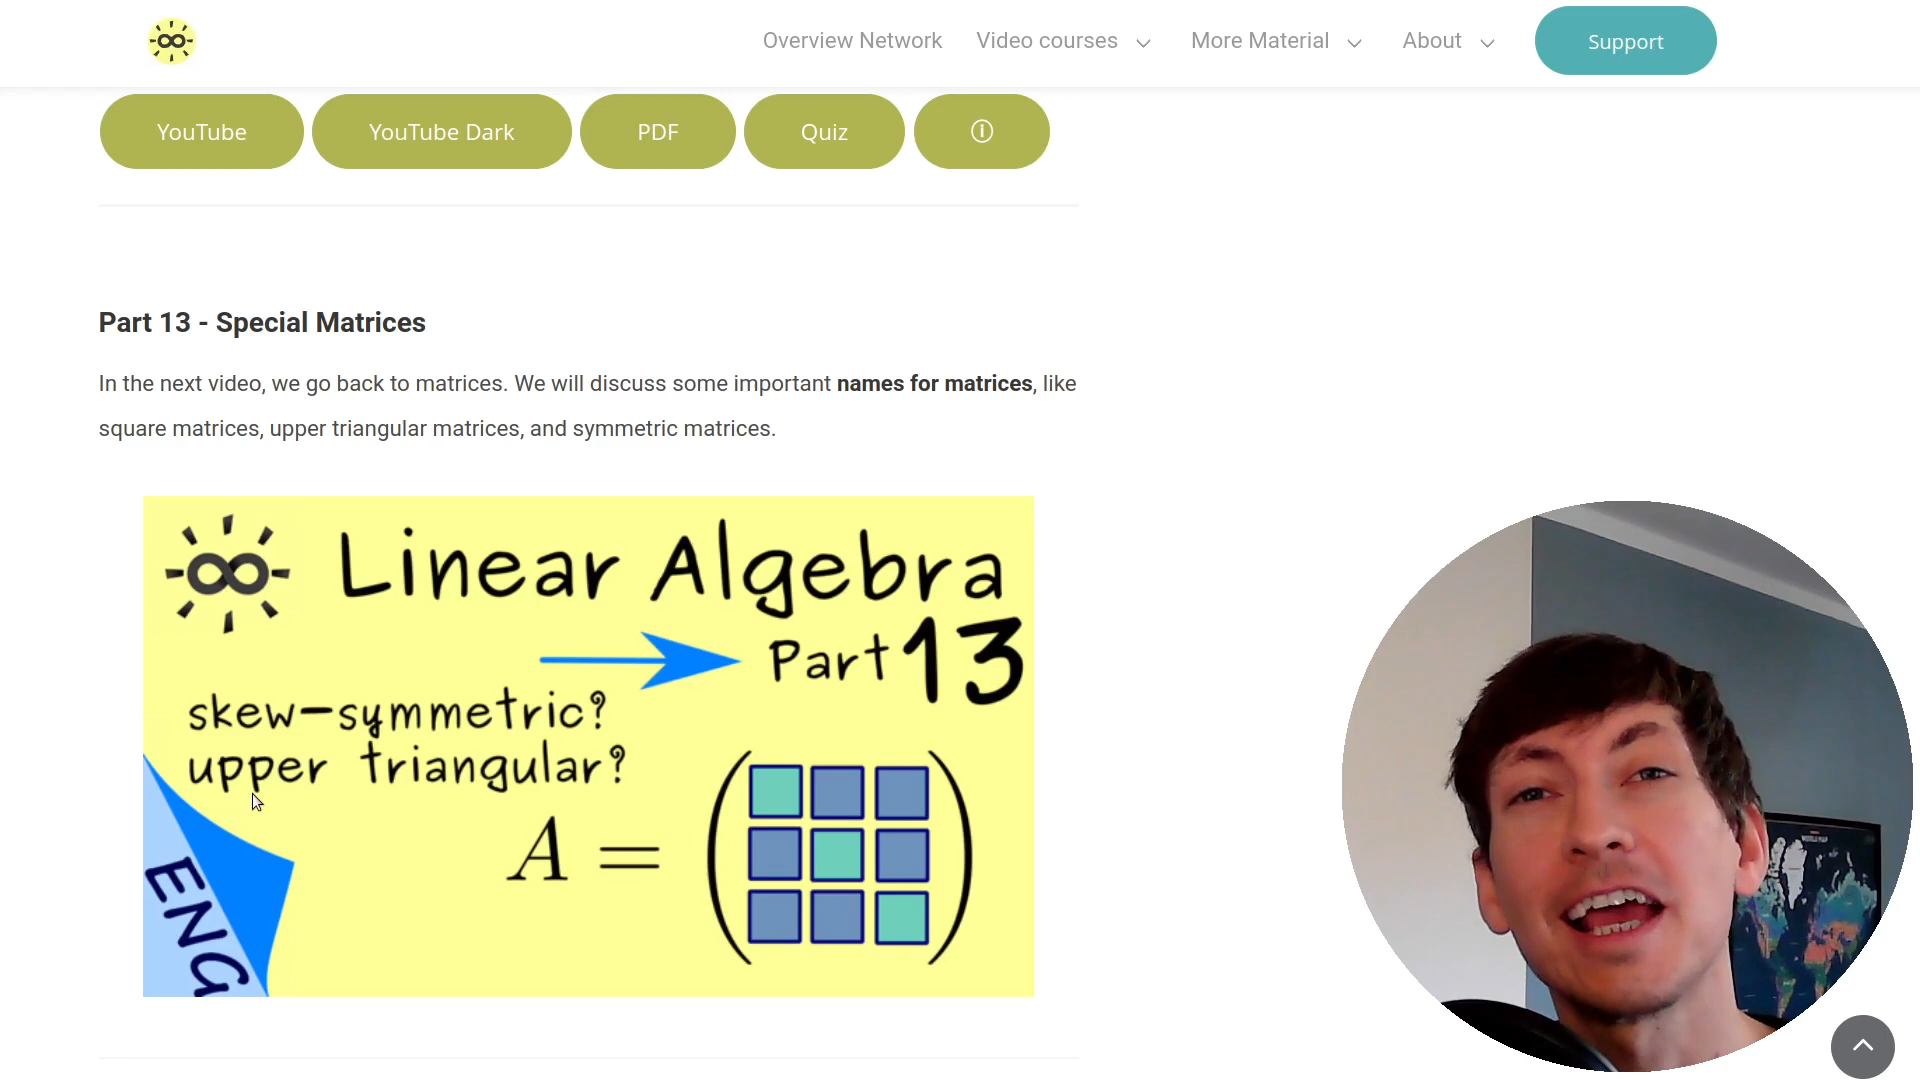 Overview Network Video courses More Material About Support
YouTube YouTube Dark PDF Quiz
Part 13 - Special Matrices
In the next video, we go back to matrices. We will discuss some important names for matrices, like
square matrices, upper triangular matrices, and symmetric matrices.
Linear Algebra
Part 13
skew-symmetric?
upper triangular?
A =
ENG
WORLD MAP